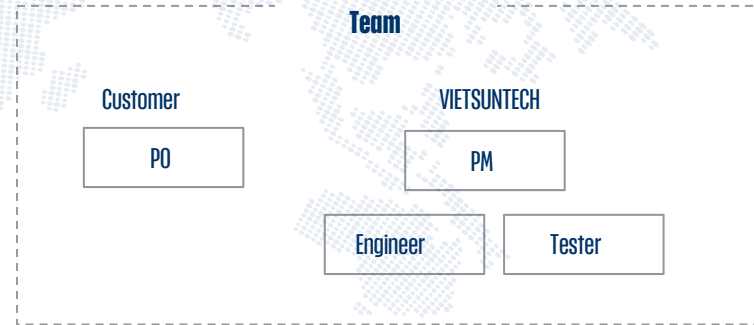 Team
Customer
VIETSUNTECH
PO
PM
Engineer
Tester